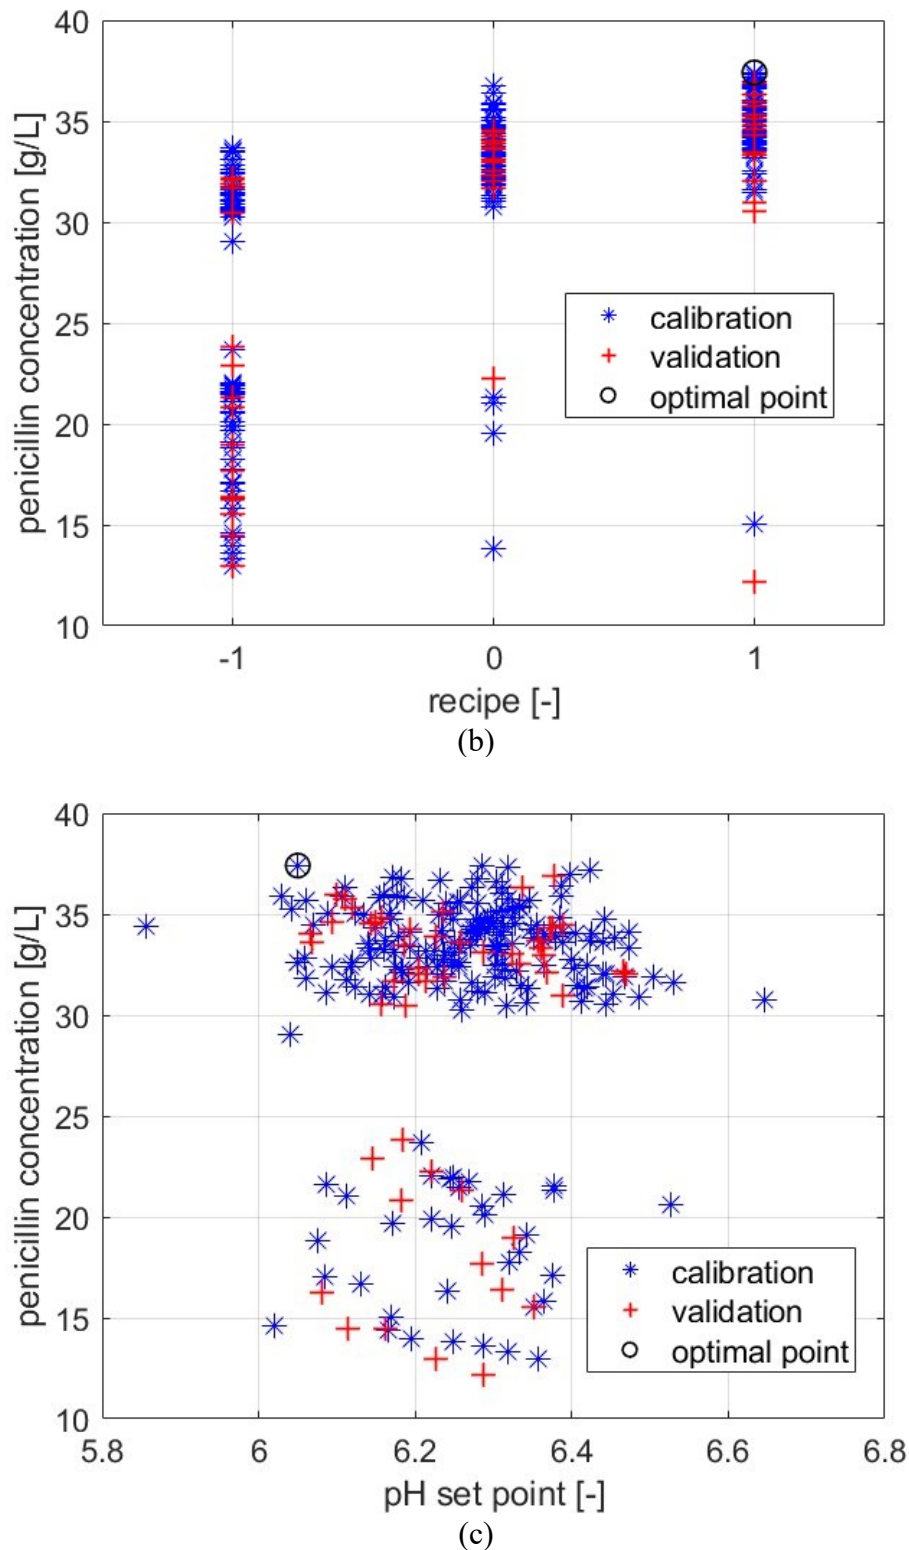 40
35
30
25
20
15
10
penicillin concentration [g/L]
calibration
validation
optimal point
-1 0 1
recipe [-]
(b)
40
35
30
25
20
15
10
penicillin concentration [g/L]
calibration
validation
optimal point
5.8 6 6.2 6.4 6.6 6.8
pH set point [-]
(c)